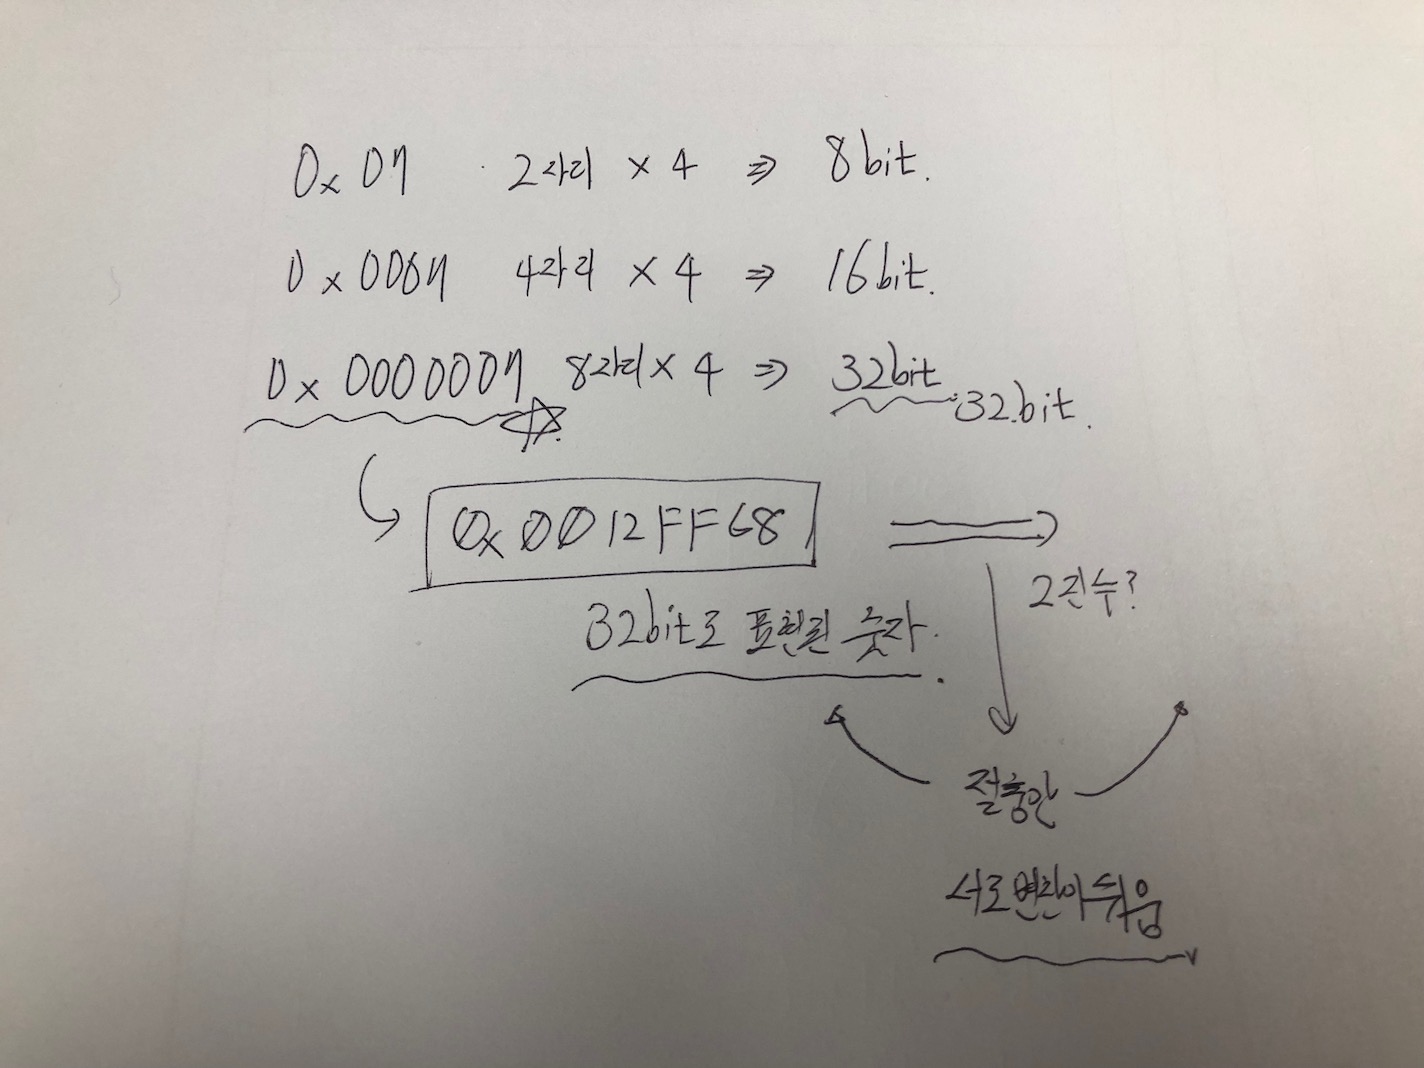 0x07 2자리 × 4 ⇒ 8bit.
0x0067 4자리 × 4 ⇒ 16bit.
0x00000007 8자리 × 4 ⇒ 32bit
32bit.
0x0012FF68
2진수?
32bit로 표현된 숫자.
절충안
서로변환이 쉬움